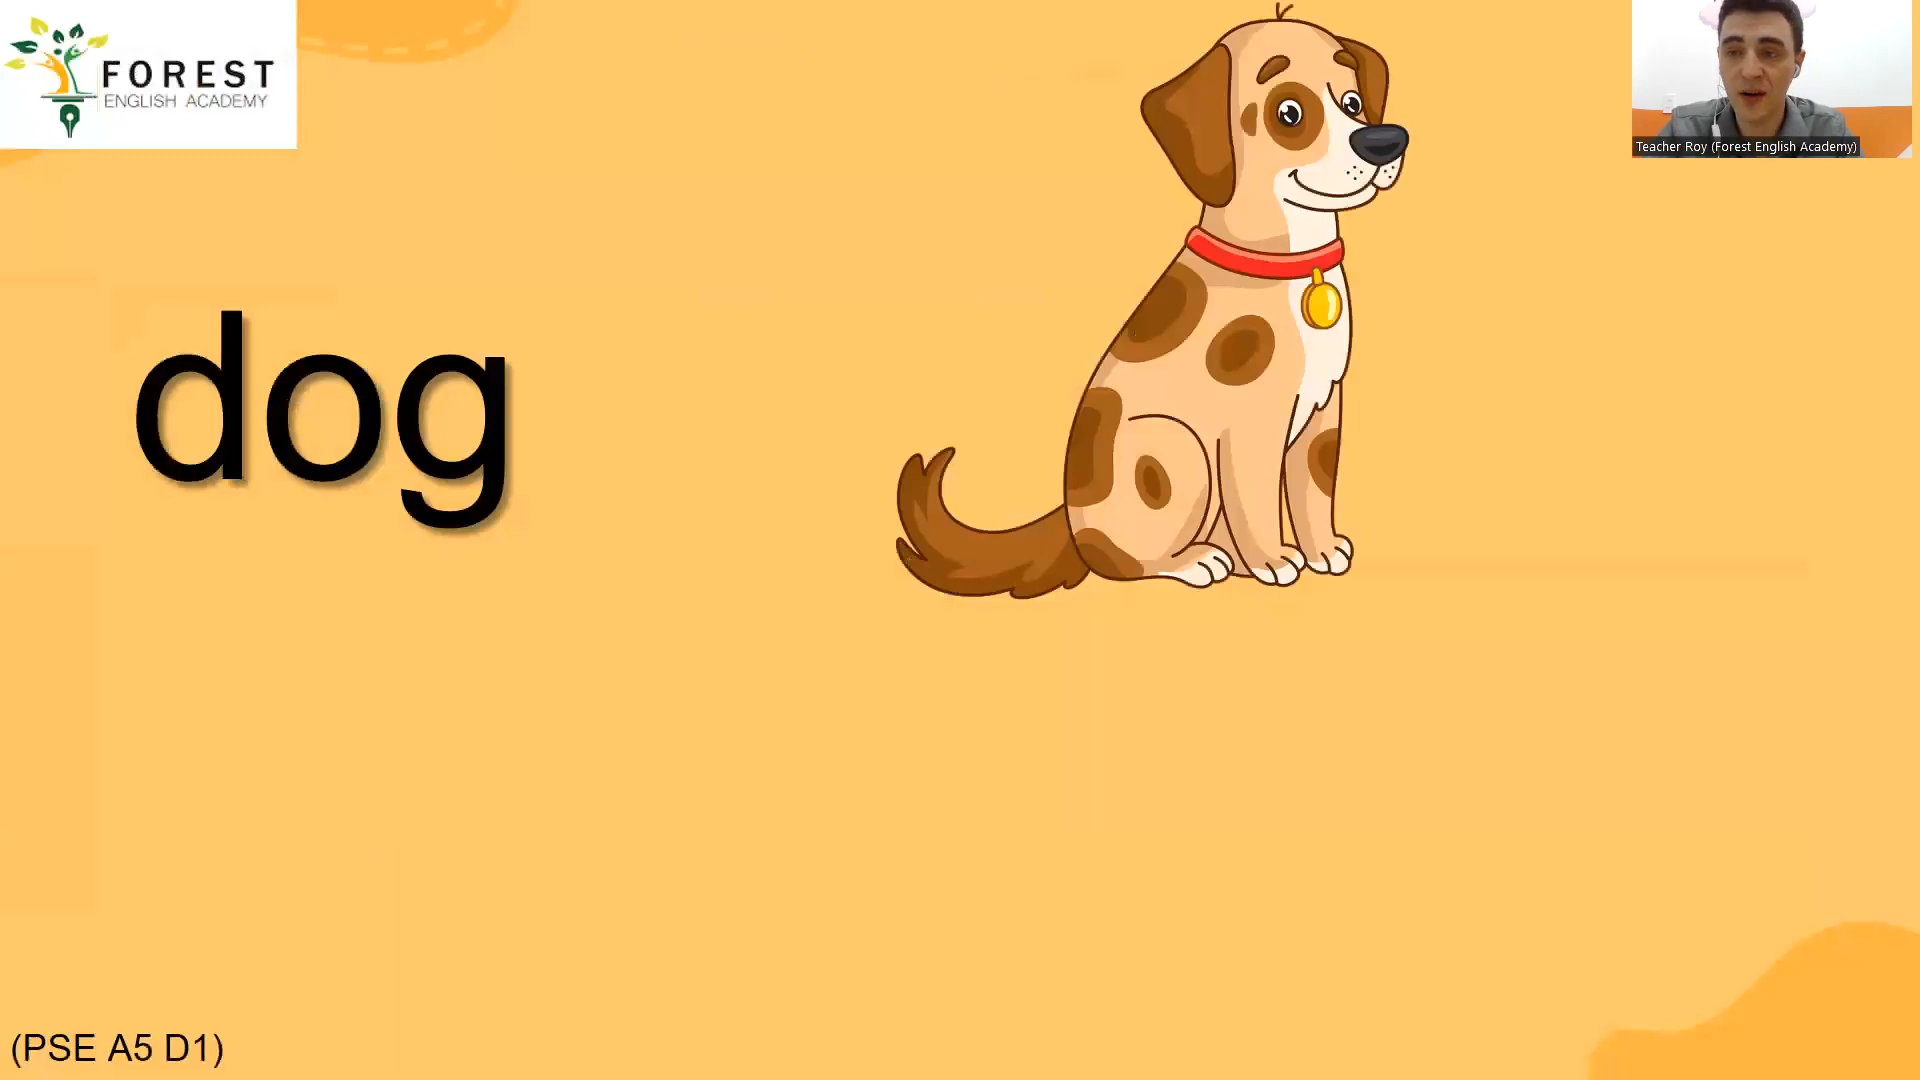 FOREST
ENGLISH ACADEMY
Teacher Roy (Forest English Academy)
dog
(PSE A5 D1)